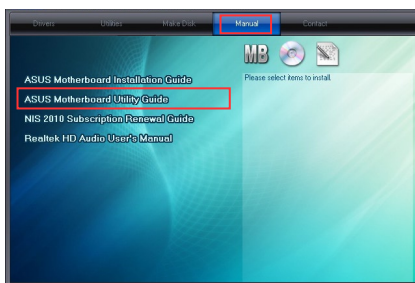 Drivers Utilities Make Disk Manual Contact
MB
Please select items to install.
ASUS Motherboard Installation Guide
ASUS Motherboard Utility Guide
NIS 2010 Subscription Renewal Guide
Realtek HD Audio User's Manual